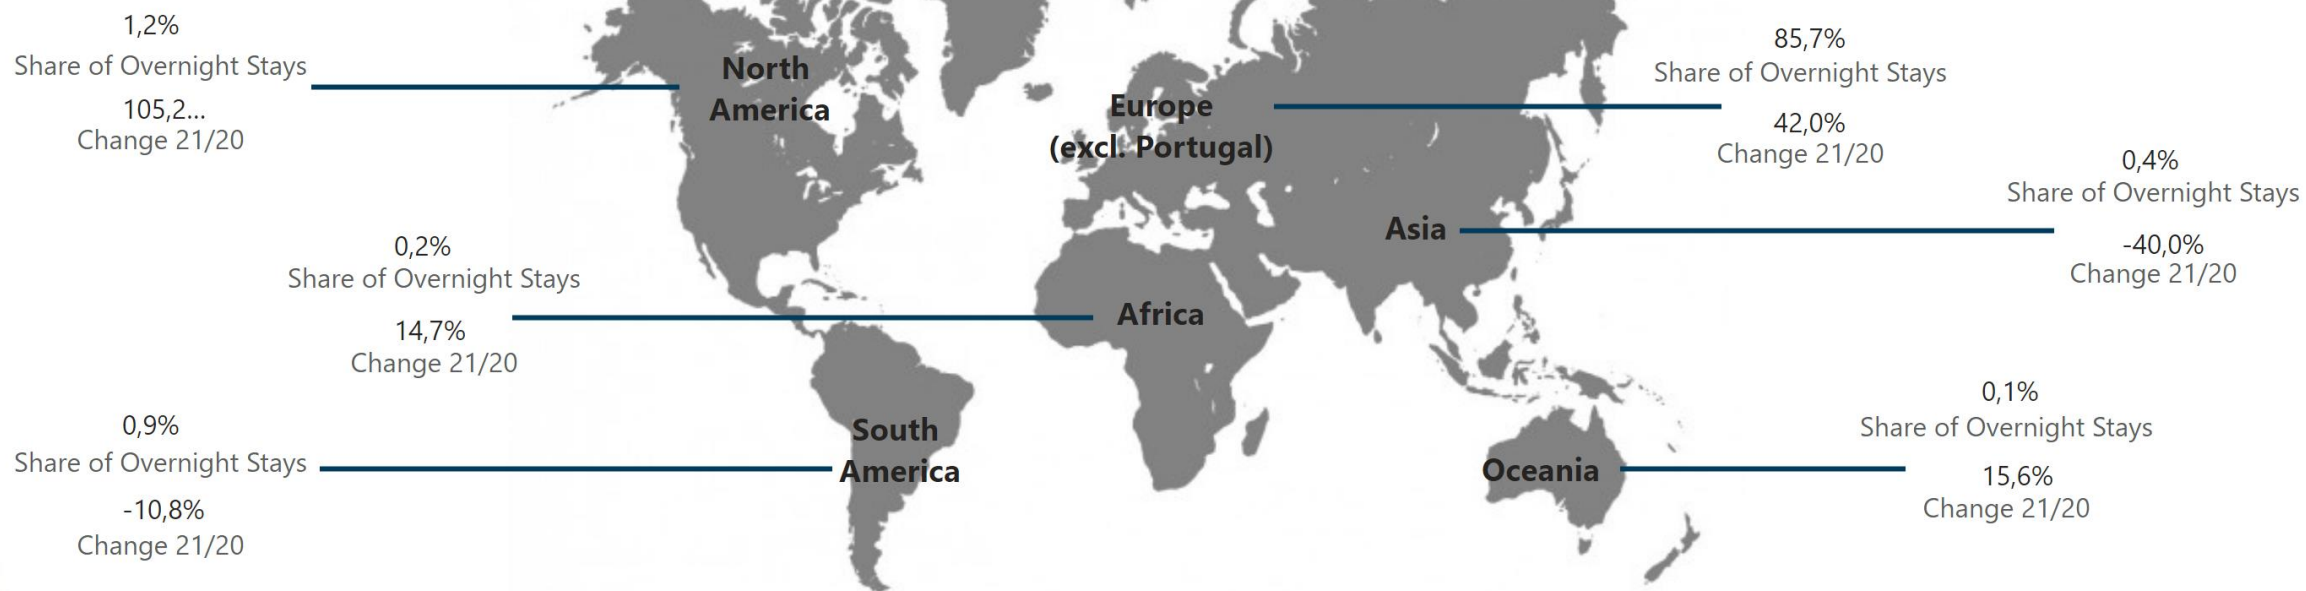 1,2%
Share of Overnight Stays
105,2...
Change 21/20
North
America
Europe
(excl. Portugal)
85,7%
Share of Overnight Stays
42,0%
Change 21/20
0,4%
Share of Overnight Stays
-40,0%
Change 21/20
Asia
0,2%
Share of Overnight Stays
14,7%
Change 21/20
Africa
0,9%
Share of Overnight Stays
-10,8%
Change 21/20
South
America
Oceania
0,1%
Share of Overnight Stays
15,6%
Change 21/20